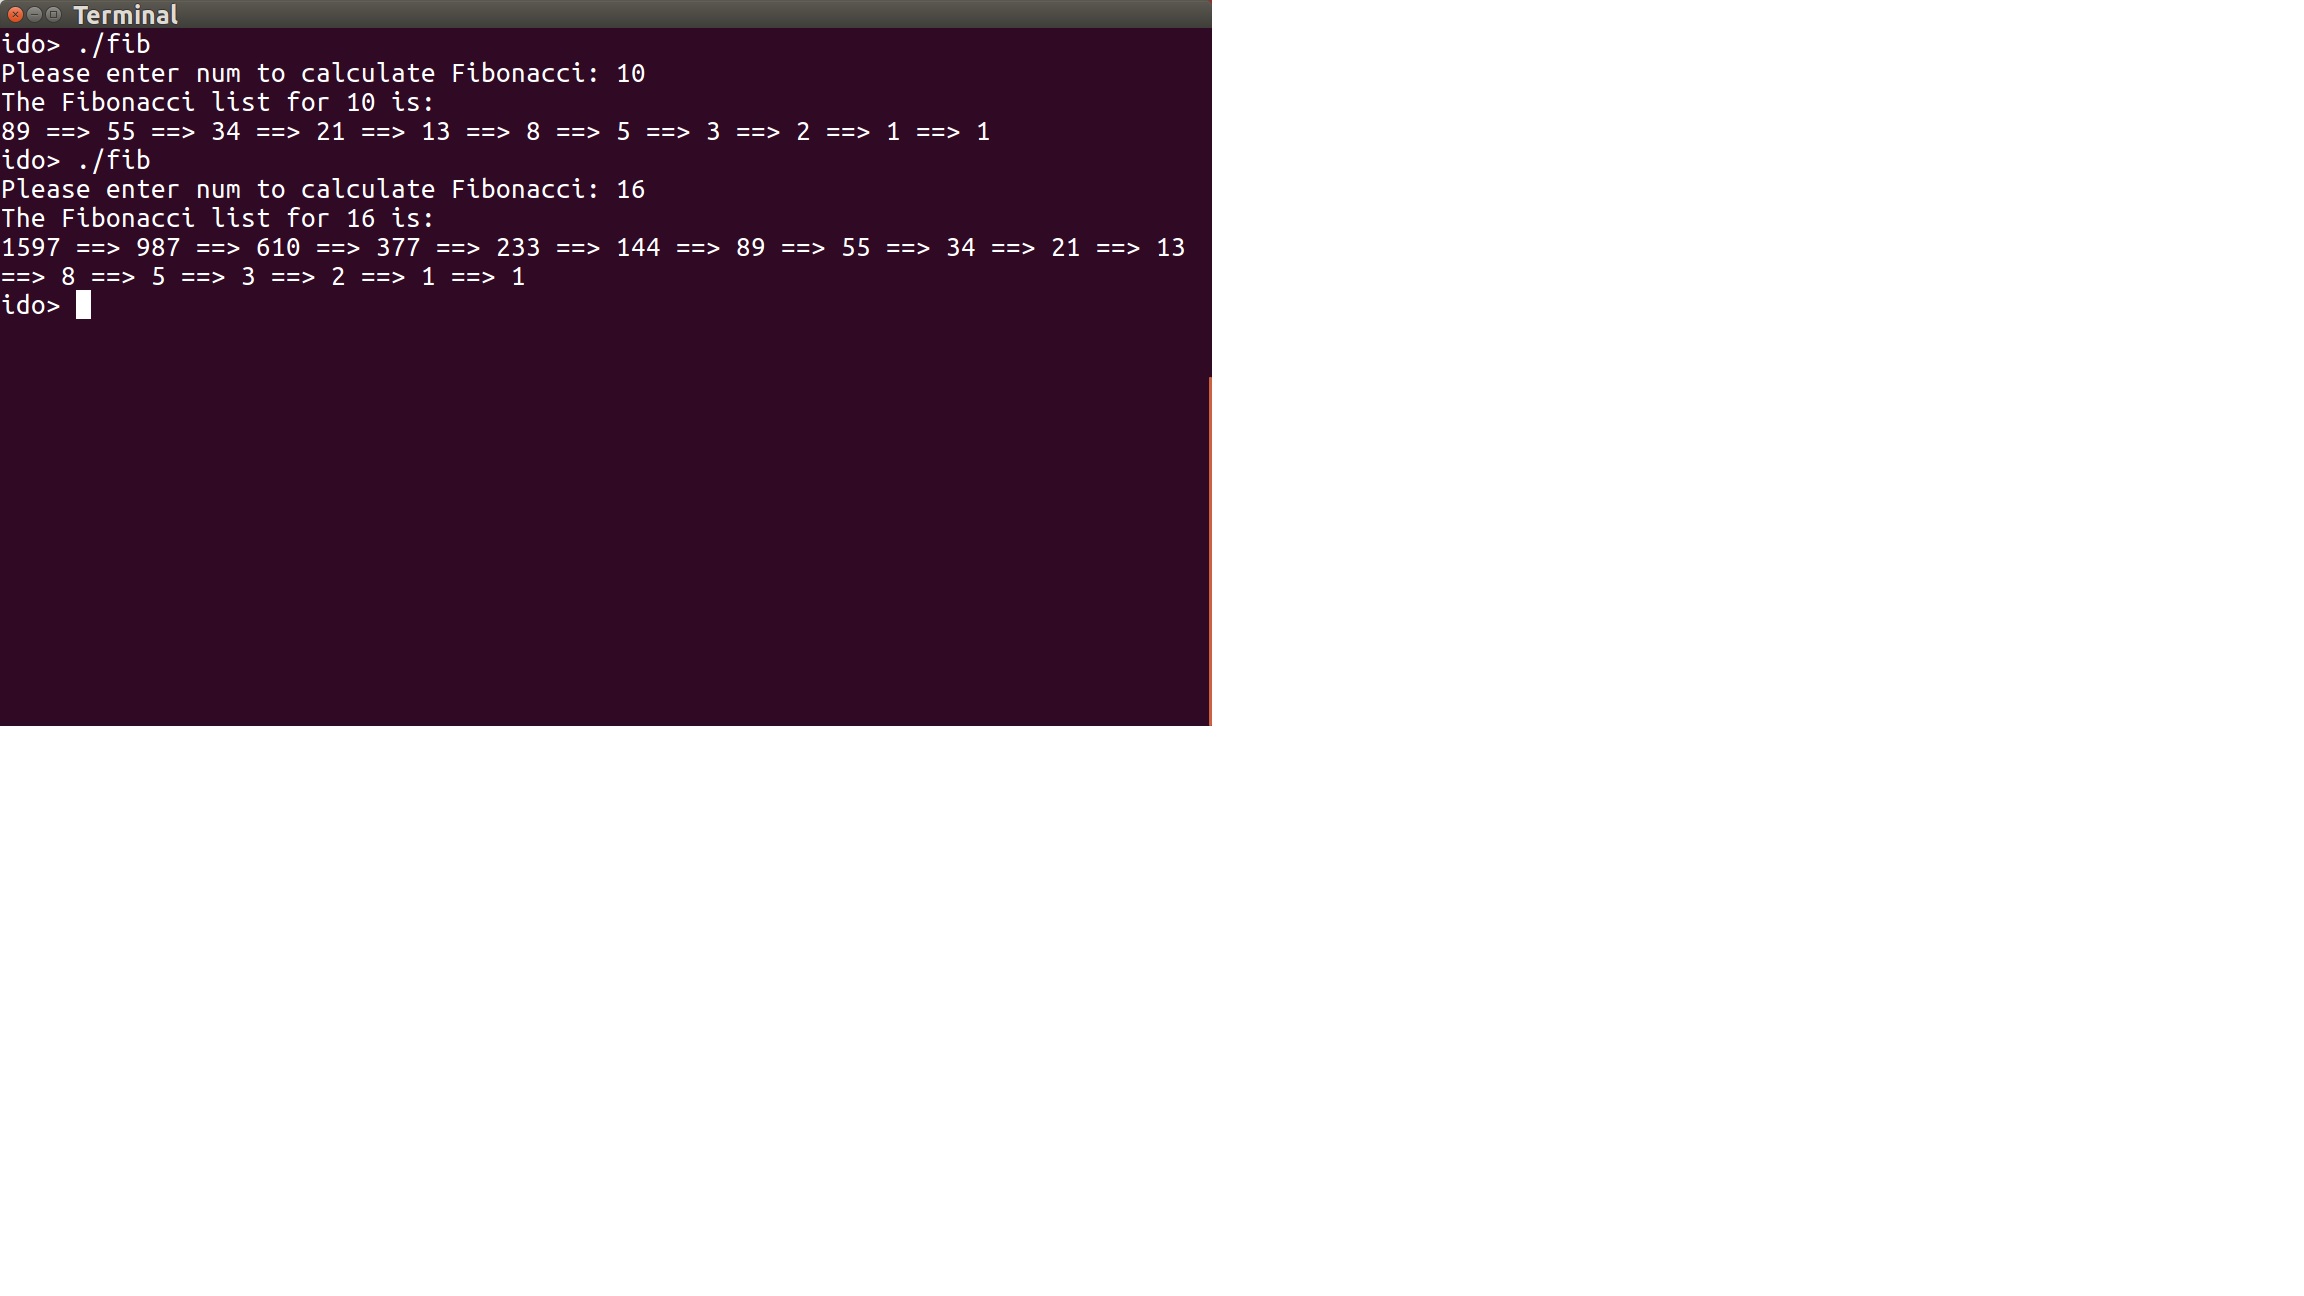 Terminal
ido> ./fib
Please enter num to calculate Fibonacci: 10
The Fibonacci list for 10 is:
89 ==> 55 ==> 34 ==> 21 ==> 13 ==> 8 ==> 5 ==> 3 ==> 2 ==> 1 ==> 1
ido> ./fib
Please enter num to calculate Fibonacci: 16
The Fibonacci list for 16 is:
1597 ==> 987 ==> 610 ==> 377 ==> 233 ==> 144 ==> 89 ==> 55 ==> 34 ==> 21 ==> 13
==> 8 ==> 5 ==> 3 ==> 2 ==> 1 ==> 1
ido>